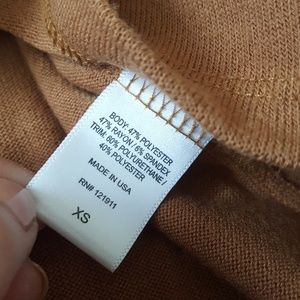 BODY: 47% POLYESTER
47% RAYON / 6% SPANDEX
TRIM: 60% POLYURETHANE /
40% POLYESTER
MADE IN USA
RN# 121911
XS